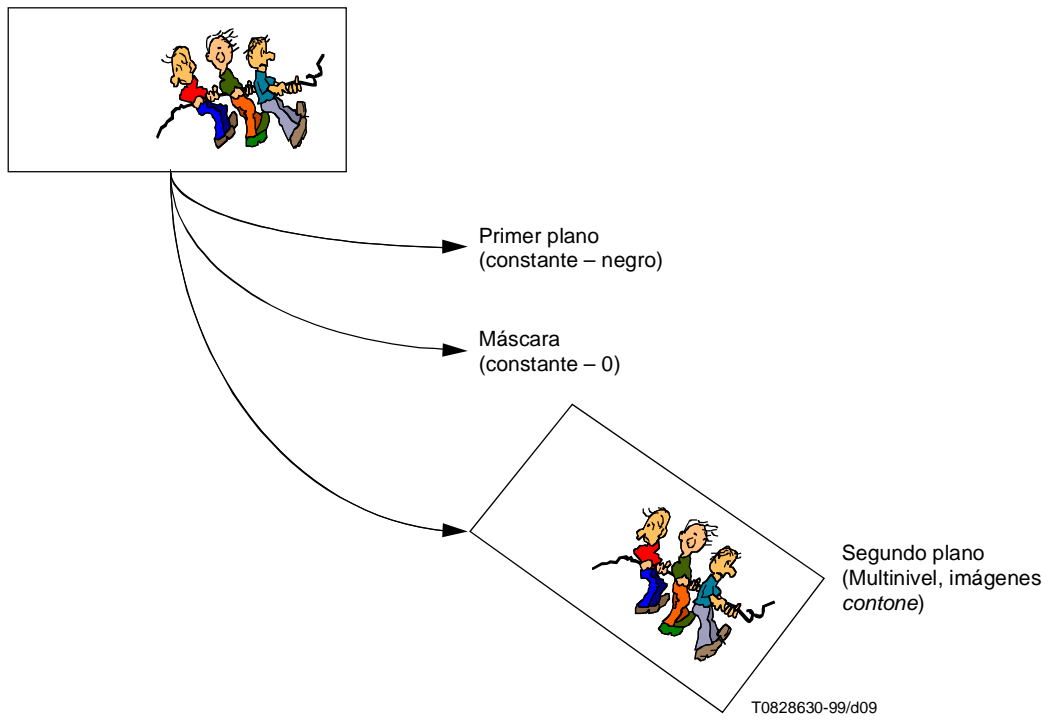 Primer plano
(constante – negro)
Máscara
(constante – 0)
Segundo plano
(Multinivel, imágenes
contone)
T0828630-99/d09